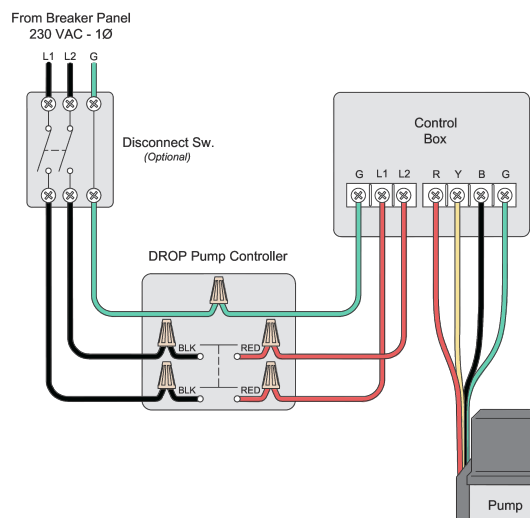 From Breaker Panel
230 VAC - 1Ø
L1 L2 G
Disconnect Sw.
(Optional)
Control
Box
G L1 L2 R Y B G
DROP Pump Controller
BLK RED
BLK RED
Pump